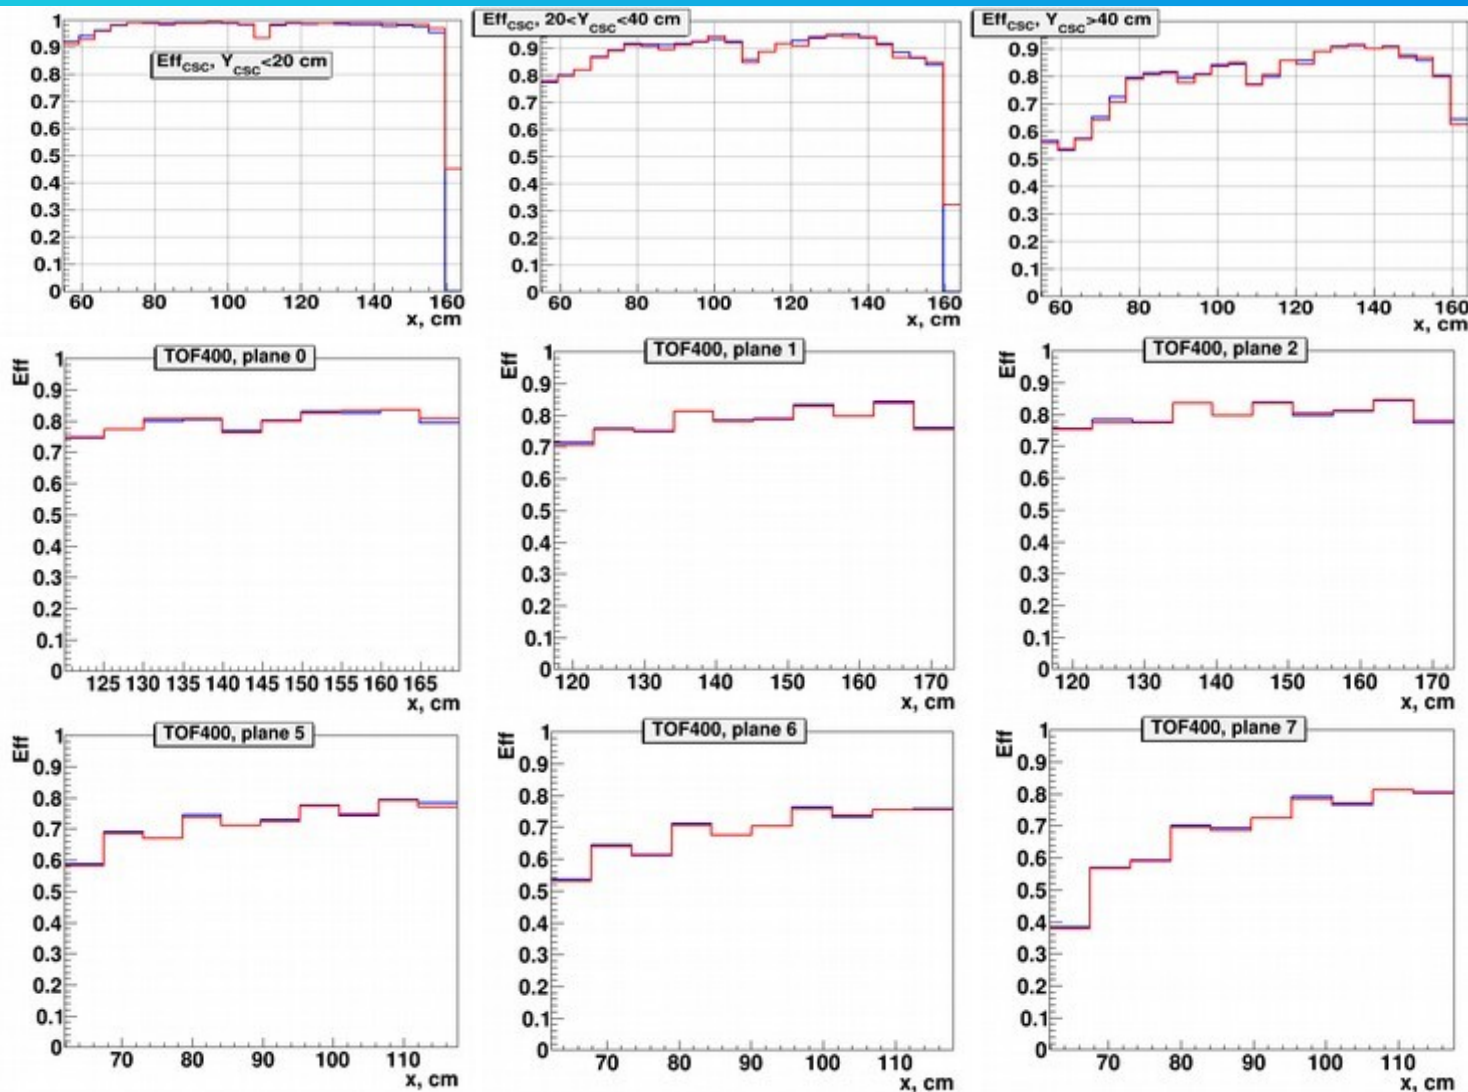 Eff_CSC, Y_CSC<20 cm
1
0.9
0.8
0.7
0.6
0.5
0.4
0.3
0.2
0.1
0
60 80 100 120 140 160
x, cm
Eff_CSC, 20<Y_CSC<40 cm
0.9
0.8
0.7
0.6
0.5
0.4
0.3
0.2
0.1
0
60 80 100 120 140 160
x, cm
Eff_CSC, Y_CSC>40 cm
0.9
0.8
0.7
0.6
0.5
0.4
0.3
0.2
0.1
0
60 80 100 120 140 160
x, cm
TOF400, plane 0
Eff
1
0.9
0.8
0.7
0.6
0.5
0.4
0.3
0.2
0.1
0
125 130 135 140 145 150 155 160 165
x, cm
TOF400, plane 1
Eff
1
0.9
0.8
0.7
0.6
0.5
0.4
0.3
0.2
0.1
0
120 130 140 150 160 170
x, cm
TOF400, plane 2
Eff
1
0.9
0.8
0.7
0.6
0.5
0.4
0.3
0.2
0.1
0
120 130 140 150 160 170
x, cm
TOF400, plane 5
Eff
1
0.9
0.8
0.7
0.6
0.5
0.4
0.3
0.2
0.1
0
70 80 90 100 110
x, cm
TOF400, plane 6
Eff
1
0.9
0.8
0.7
0.6
0.5
0.4
0.3
0.2
0.1
0
70 80 90 100 110
x, cm
TOF400, plane 7
Eff
1
0.9
0.8
0.7
0.6
0.5
0.4
0.3
0.2
0.1
0
70 80 90 100 110
x, cm